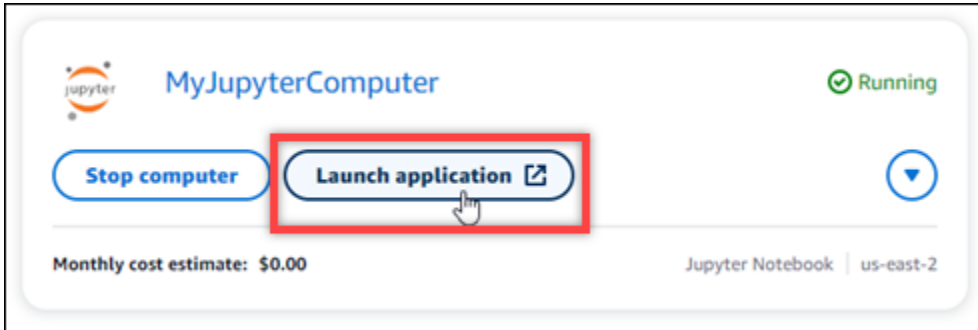 jupyter
MyJupyterComputer
Running
Stop computer
Launch application
Monthly cost estimate: $0.00
Jupyter Notebook
us-east-2